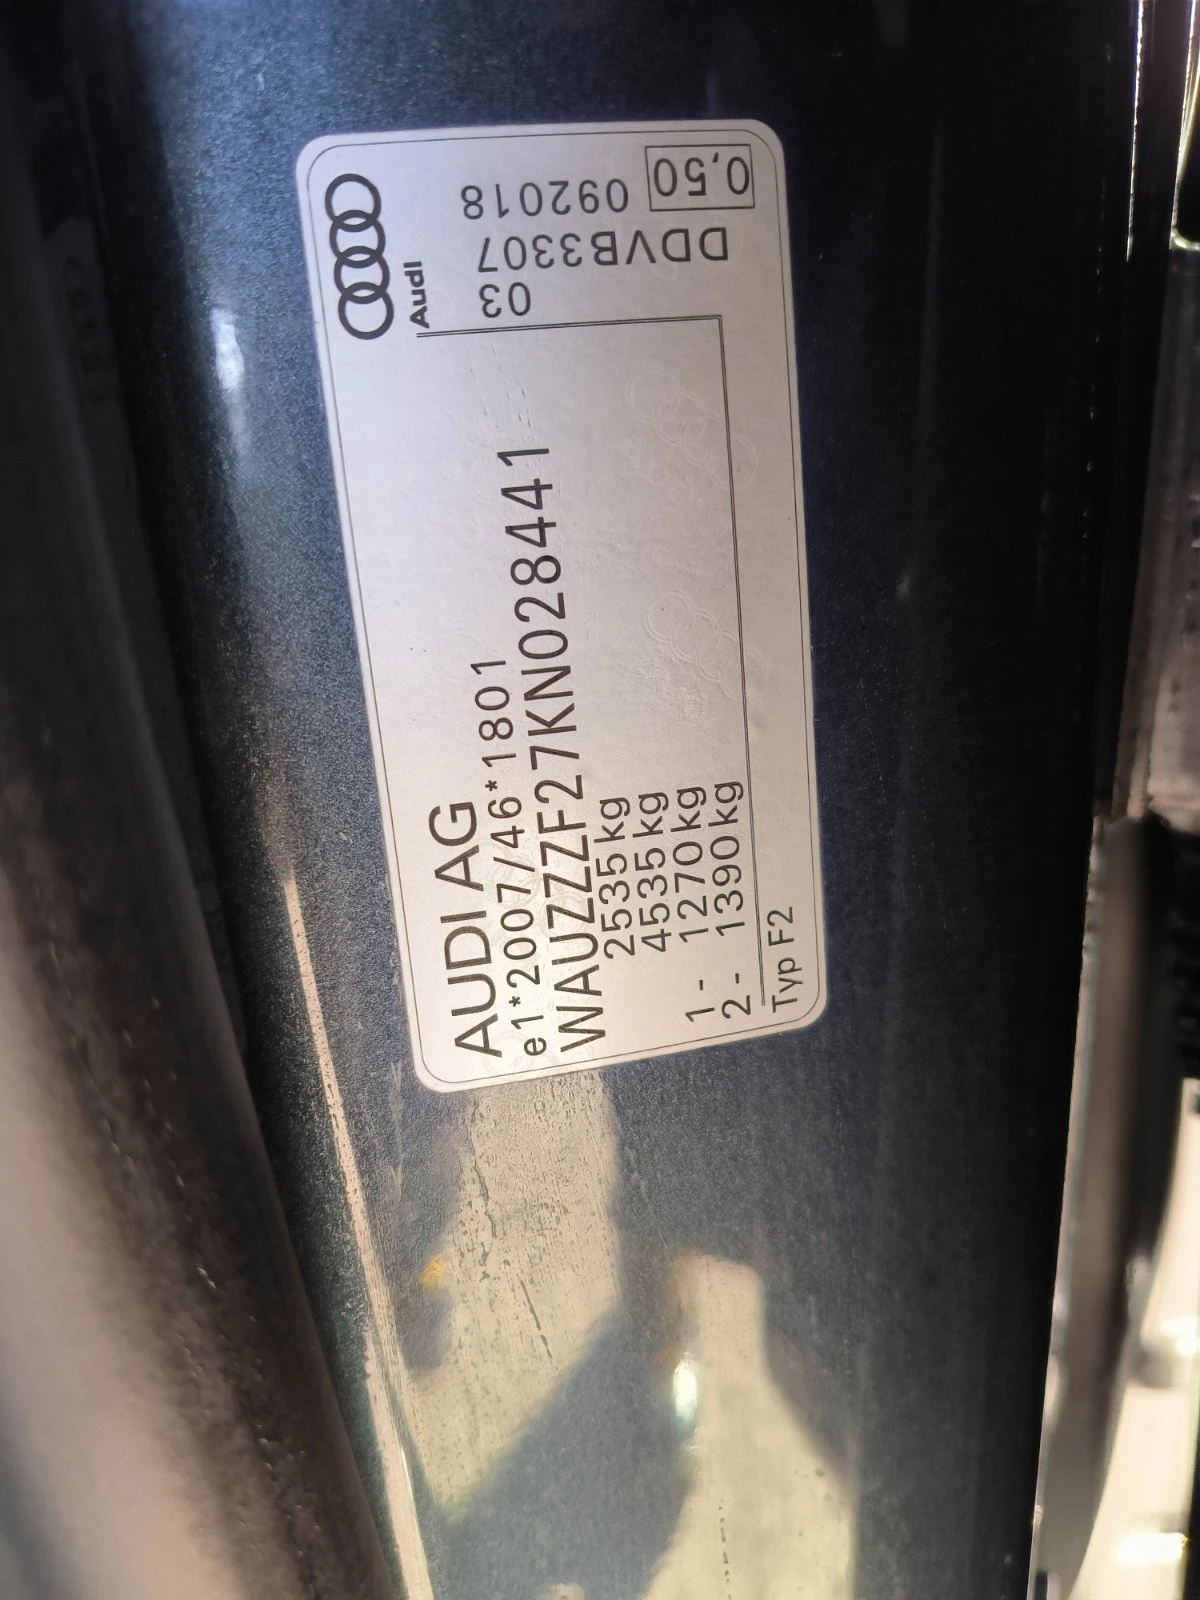 AUDI AG
e1*2007/46*1801
WAUZZZF27KN028441
2535 kg
4535 kg
1 - 1270 kg
2 - 1390 kg
Typ F2
Audi
03
DDVB3307
092018
0,50